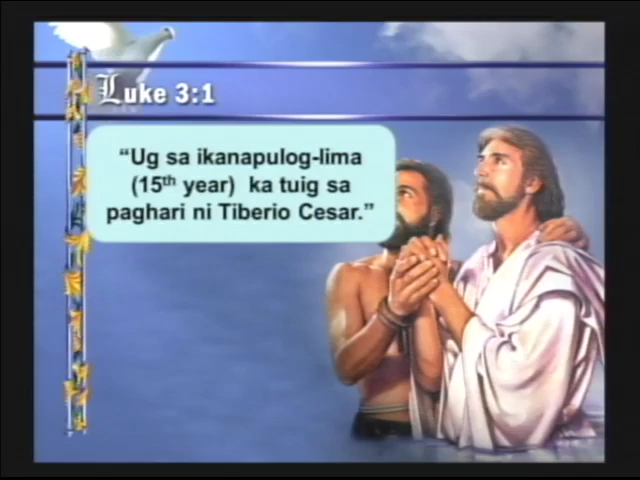 Luke 3:1
“Ug sa ikanapulog-lima
(15th year) ka tuig sa
paghari ni Tiberio Cesar.”